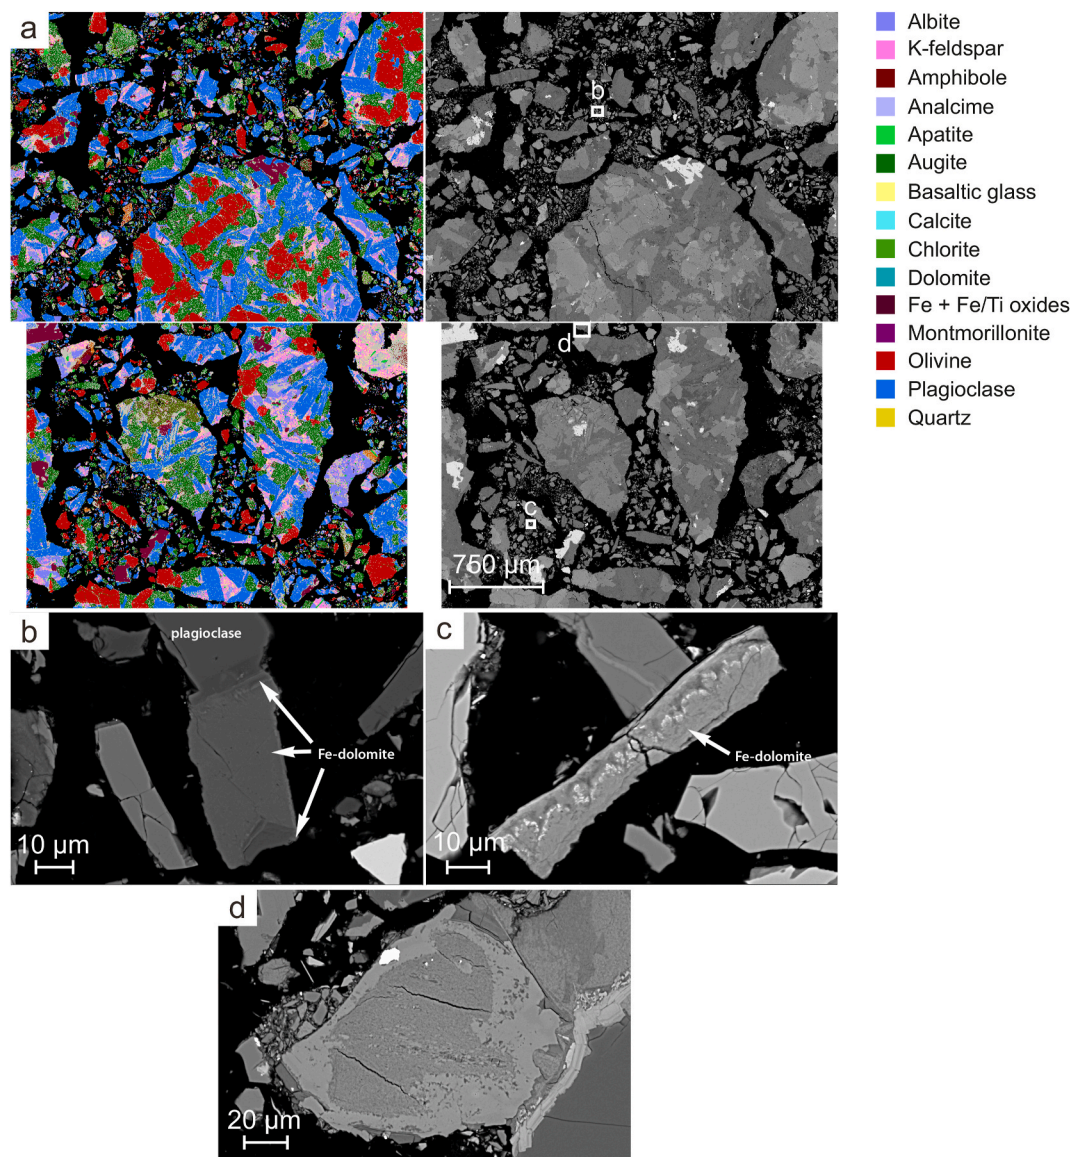 a
b
d
c
750 µm
Albite
K-feldspar
Amphibole
Analcime
Apatite
Augite
Basaltic glass
Calcite
Chlorite
Dolomite
Fe + Fe/Ti oxides
Montmorillonite
Olivine
Plagioclase
Quartz
b
plagioclase
Fe-dolomite
10 µm
c
Fe-dolomite
10 µm
d
20 µm